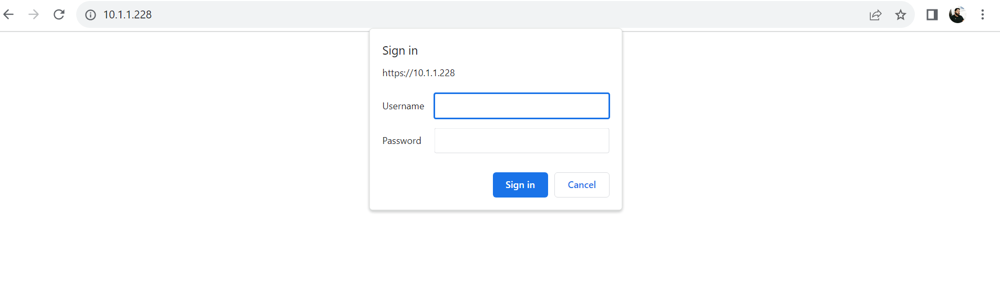 10.1.1.228
Sign in
https://10.1.1.228
Username
Password
Sign in Cancel